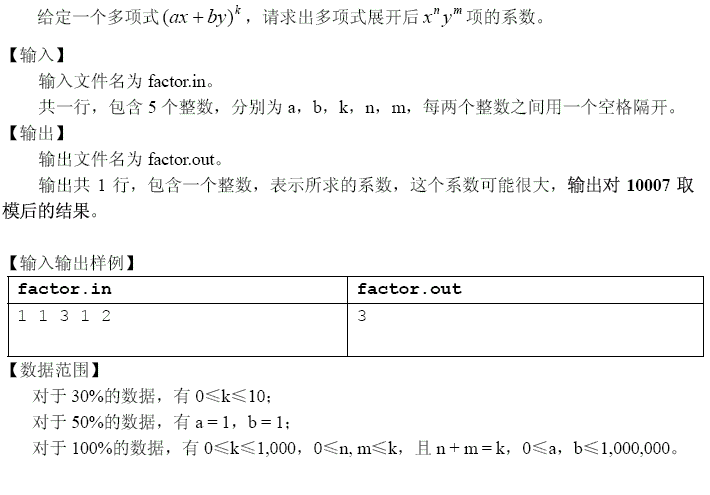 给定一个多项式(ax + by)^k，请求出多项式展开后 x^n y^m 项的系数。
【输入】
输入文件名为 factor.in。
共一行，包含 5 个整数，分别为 a，b，k，n，m，每两个整数之间用一个空格隔开。
【输出】
输出文件名为 factor.out。
输出共 1 行，包含一个整数，表示所求的系数，这个系数可能很大，输出对 10007 取
模后的结果。
【输入输出样例】
factor.in factor.out
1 1 3 1 2 3
【数据范围】
对于 30%的数据，有 0≤k≤10；
对于 50%的数据，有 a = 1，b = 1；
对于 100%的数据，有 0≤k≤1,000，0≤n, m≤k，且 n + m = k，0≤a，b≤1,000,000。